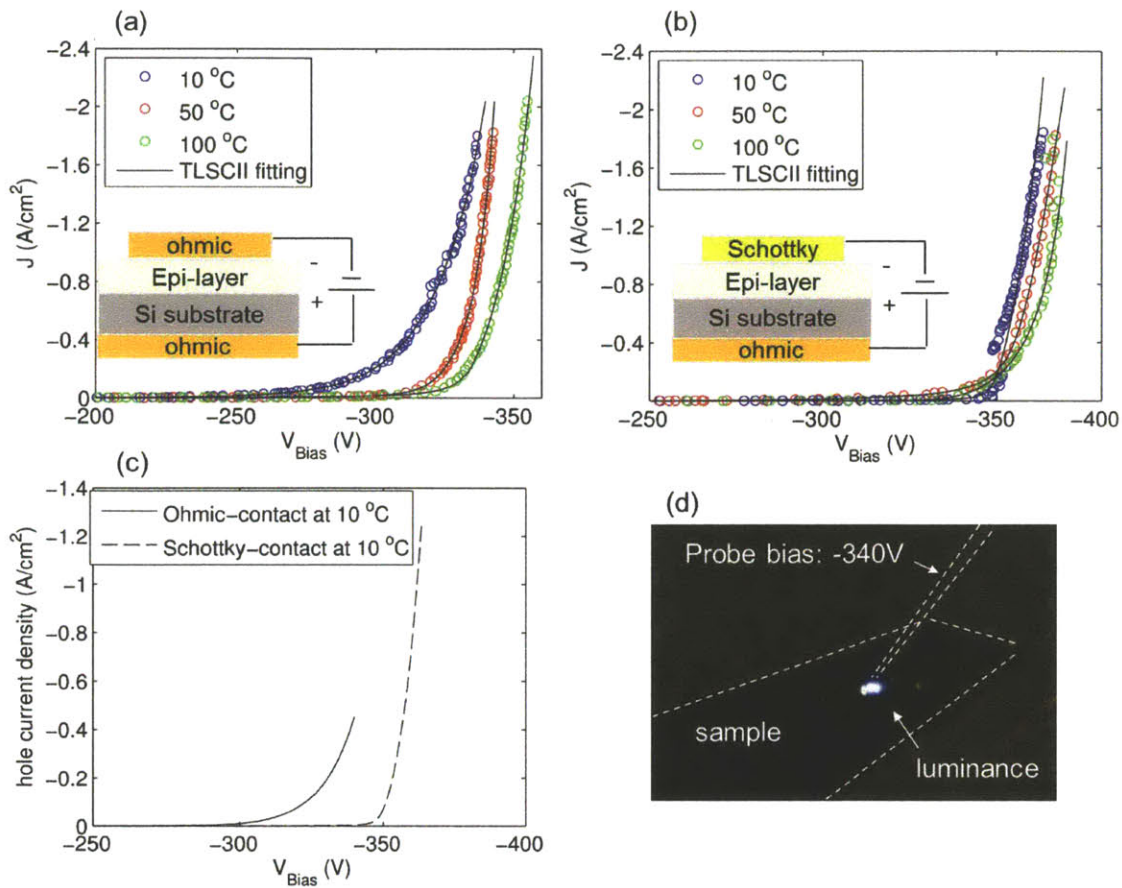 (a)
-2.4
-2
-1.6
-1.2
-0.8
-0.4
0
J (A/cm²)
10 °C
50 °C
100 °C
TLSCII fitting
ohmic
Epi-layer
Si substrate
ohmic
-
+
-200
-250
-300
-350
V_Bias (V)
(b)
-2.4
-2
-1.6
-1.2
-0.8
-0.4
J (A/cm²)
10 °C
50 °C
100 °C
TLSCII fitting
Schottky
Epi-layer
Si substrate
ohmic
-
+
-250
-300
-350
-400
V_Bias (V)
(c)
-1.4
-1.2
-1
-0.8
-0.6
-0.4
-0.2
0
hole current density (A/cm²)
Ohmic-contact at 10 °C
Schottky-contact at 10 °C
-250
-300
-350
-400
V_Bias (V)
(d)
Probe bias: -340V
sample
luminance